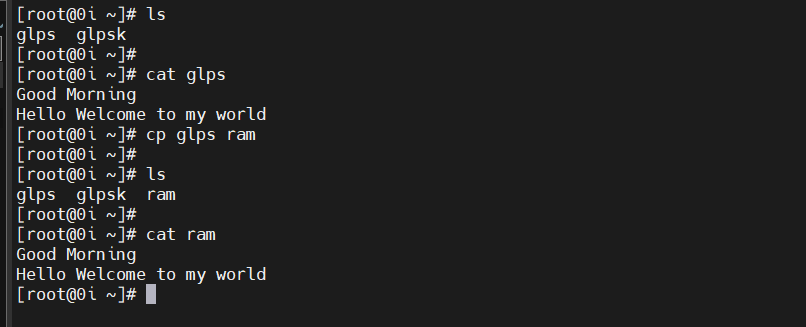 [root@0i ~]# ls
glps  glpsk
[root@0i ~]#
[root@0i ~]# cat glps
Good Morning
Hello Welcome to my world
[root@0i ~]# cp glps ram
[root@0i ~]#
[root@0i ~]# ls
glps  glpsk  ram
[root@0i ~]#
[root@0i ~]# cat ram
Good Morning
Hello Welcome to my world
[root@0i ~]#